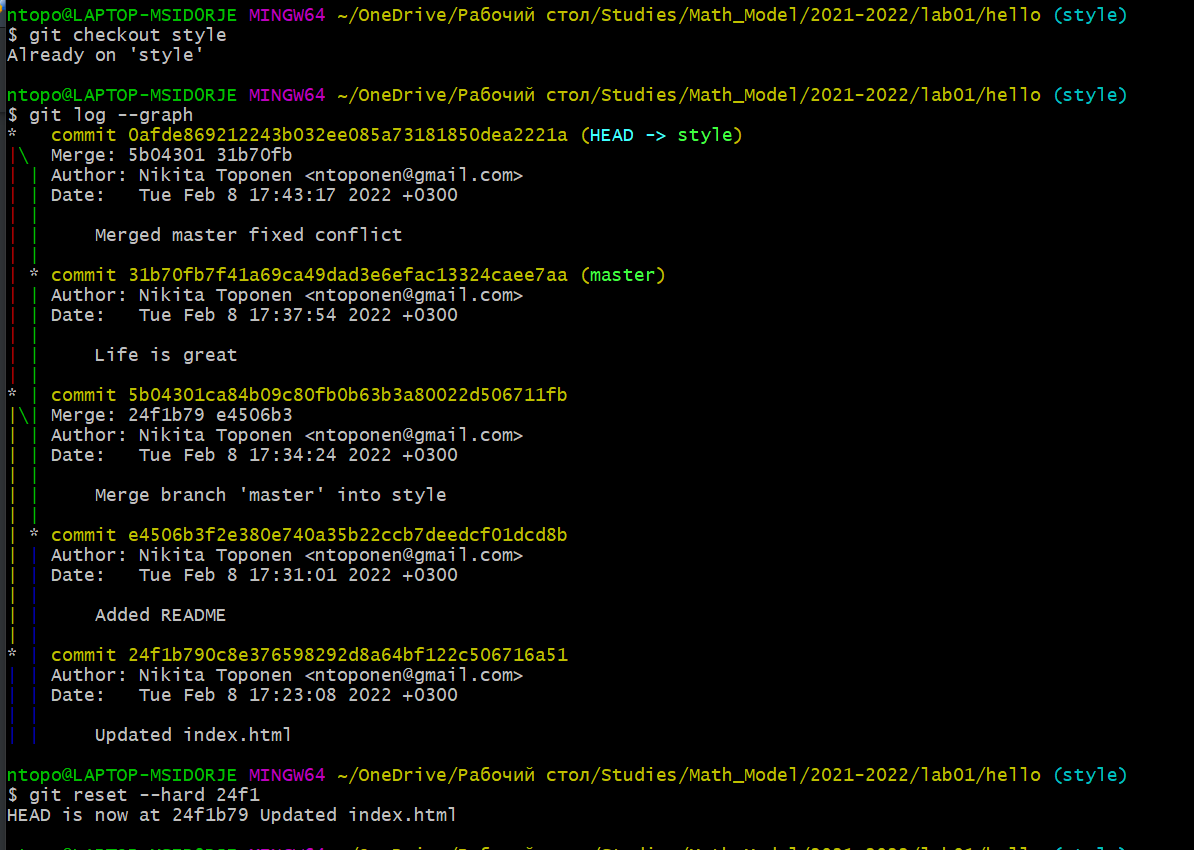 ntopo@LAPTOP-MSID0RJE MINGW64 ~/OneDrive/Рабочий стол/Studies/Math_Model/2021-2022/lab01/hello (style)
$ git checkout style
Already on 'style'
ntopo@LAPTOP-MSID0RJE MINGW64 ~/OneDrive/Рабочий стол/Studies/Math_Model/2021-2022/lab01/hello (style)
$ git log --graph
*   commit 0afde869212243b032ee085a73181850dea2221a (HEAD -> style)
|\  Merge: 5b04301 31b70fb
| | Author: Nikita Toponen <ntoponen@gmail.com>
| | Date:   Tue Feb 8 17:43:17 2022 +0300
| |
| |     Merged master fixed conflict
| |
| * commit 31b70fb7f41a69ca49dad3e6efac13324caee7aa (master)
| | Author: Nikita Toponen <ntoponen@gmail.com>
| | Date:   Tue Feb 8 17:37:54 2022 +0300
| |
| |     Life is great
| |
* | commit 5b04301ca84b09c80fb0b63b3a80022d506711fb
|\| Merge: 24f1b79 e4506b3
| | Author: Nikita Toponen <ntoponen@gmail.com>
| | Date:   Tue Feb 8 17:34:24 2022 +0300
| |
| |     Merge branch 'master' into style
| |
| * commit e4506b3f2e380e740a35b22ccb7deedcf01dcd8b
| | Author: Nikita Toponen <ntoponen@gmail.com>
| | Date:   Tue Feb 8 17:31:01 2022 +0300
| |
| |     Added README
| |
* | commit 24f1b790c8e376598292d8a64bf122c506716a51
| | Author: Nikita Toponen <ntoponen@gmail.com>
| | Date:   Tue Feb 8 17:23:08 2022 +0300
| |
| |     Updated index.html
ntopo@LAPTOP-MSID0RJE MINGW64 ~/OneDrive/Рабочий стол/Studies/Math_Model/2021-2022/lab01/hello (style)
$ git reset --hard 24f1
HEAD is now at 24f1b79 Updated index.html